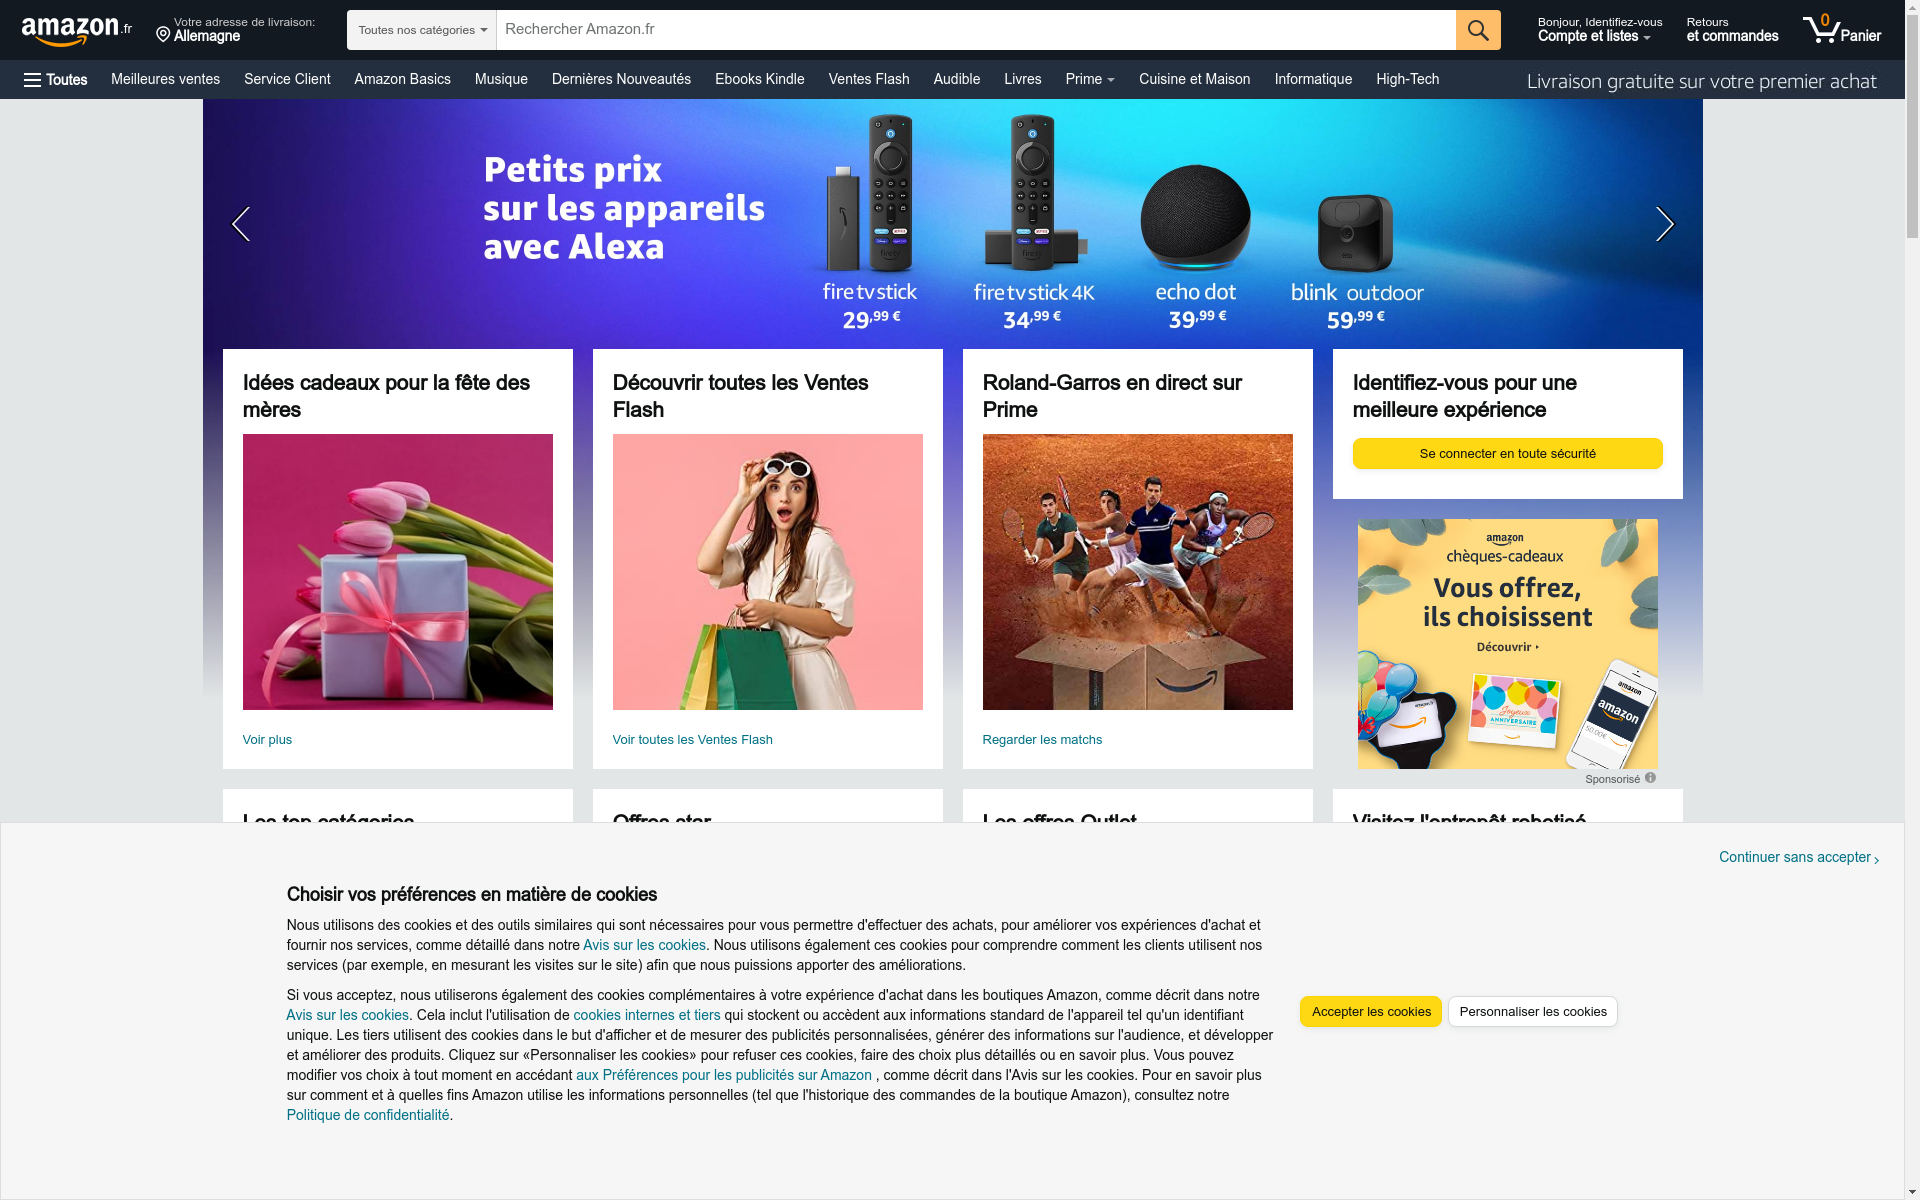 amazon.fr
Votre adresse de livraison:
Allemagne
Toutes nos catégories
Rechercher Amazon.fr
Bonjour, Identifiez-vous
Compte et listes
Retours
et commandes
0
Panier
Toutes
Meilleures ventes
Service Client
Amazon Basics
Musique
Dernières Nouveautés
Ebooks Kindle
Ventes Flash
Audible
Livres
Prime
Cuisine et Maison
Informatique
High-Tech
Livraison gratuite sur votre premier achat
Petits prix
sur les appareils
avec Alexa
fire tv stick
29,99 €
fire tv stick 4K
34,99 €
echo dot
39,99 €
blink outdoor
59,99 €
Idées cadeaux pour la fête des
mères
Voir plus
Découvrir toutes les Ventes
Flash
Voir toutes les Ventes Flash
Roland-Garros en direct sur
Prime
Regarder les matchs
Identifiez-vous pour une
meilleure expérience
Se connecter en toute sécurité
amazon
chèques-cadeaux
Vous offrez,
ils choisissent
Découvrir
Joyeux
ANNIVERSAIRE
amazon
amazon
50.00€
Sponsorisé
Les top catégories
Offres star
Les offres Outlet
Visitez l'entrepôt robotisé
Continuer sans accepter
Choisir vos préférences en matière de cookies
Nous utilisons des cookies et des outils similaires qui sont nécessaires pour vous permettre d'effectuer des achats, pour améliorer vos expériences d'achat et
fournir nos services, comme détaillé dans notre Avis sur les cookies. Nous utilisons également ces cookies pour comprendre comment les clients utilisent nos
services (par exemple, en mesurant les visites sur le site) afin que nous puissions apporter des améliorations.
Si vous acceptez, nous utiliserons également des cookies complémentaires à votre expérience d'achat dans les boutiques Amazon, comme décrit dans notre
Avis sur les cookies. Cela inclut l'utilisation de cookies internes et tiers qui stockent ou accèdent aux informations standard de l'appareil tel qu'un identifiant
unique. Les tiers utilisent des cookies dans le but d'afficher et de mesurer des publicités personnalisées, générer des informations sur l'audience, et développer
et améliorer des produits. Cliquez sur «Personnaliser les cookies» pour refuser ces cookies, faire des choix plus détaillés ou en savoir plus. Vous pouvez
modifier vos choix à tout moment en accédant aux Préférences pour les publicités sur Amazon , comme décrit dans l'Avis sur les cookies. Pour en savoir plus
sur comment et à quelles fins Amazon utilise les informations personnelles (tel que l'historique des commandes de la boutique Amazon), consultez notre
Politique de confidentialité.
Accepter les cookies
Personnaliser les cookies